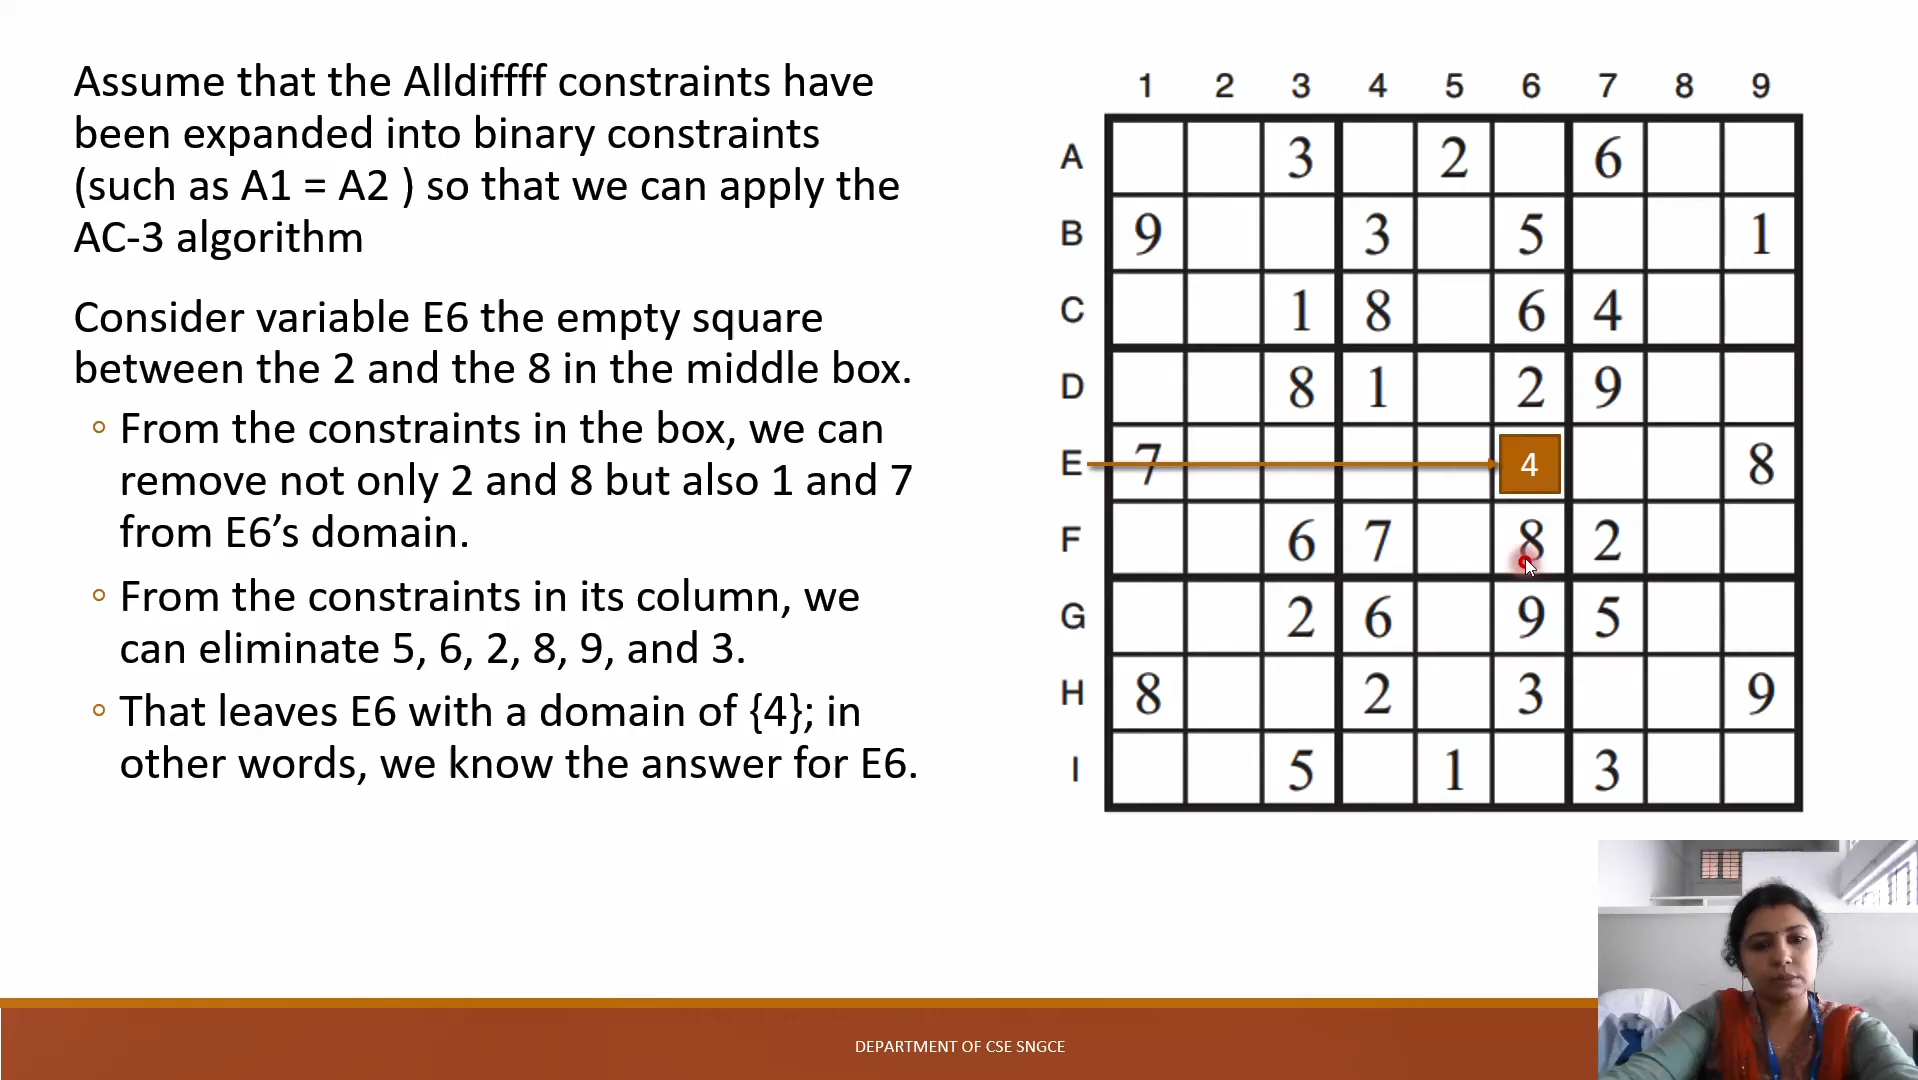 Assume that the Alldiffff constraints have
been expanded into binary constraints
(such as A1 = A2 ) so that we can apply the
AC-3 algorithm
Consider variable E6 the empty square
between the 2 and the 8 in the middle box.
◦ From the constraints in the box, we can
remove not only 2 and 8 but also 1 and 7
from E6’s domain.
◦ From the constraints in its column, we
can eliminate 5, 6, 2, 8, 9, and 3.
◦ That leaves E6 with a domain of {4}; in
other words, we know the answer for E6.
1 2 3 4 5 6 7 8 9
A 3 2 6
B 9 3 5 1
C 1 8 6 4
D 8 1 2 9
E 7 4 8
F 6 7 8 2
G 2 6 9 5
H 8 2 3 9
I 5 1 3
DEPARTMENT OF CSE SNGCE